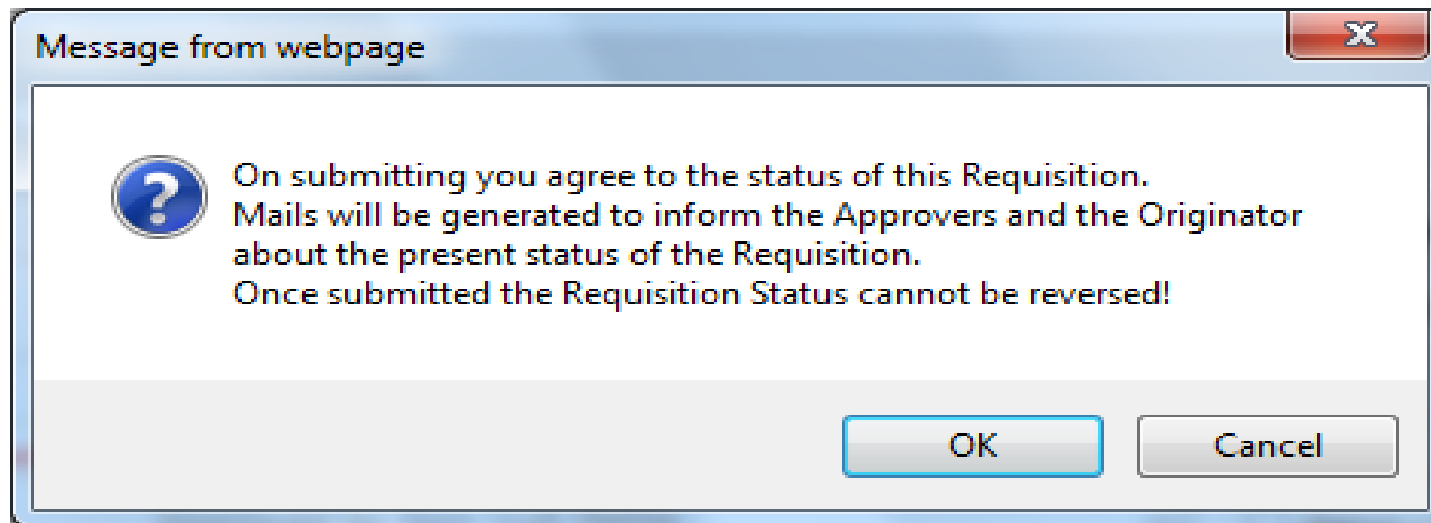 Message from webpage
On submitting you agree to the status of this Requisition.
Mails will be generated to inform the Approvers and the Originator
about the present status of the Requisition.
Once submitted the Requisition Status cannot be reversed!
OK
Cancel